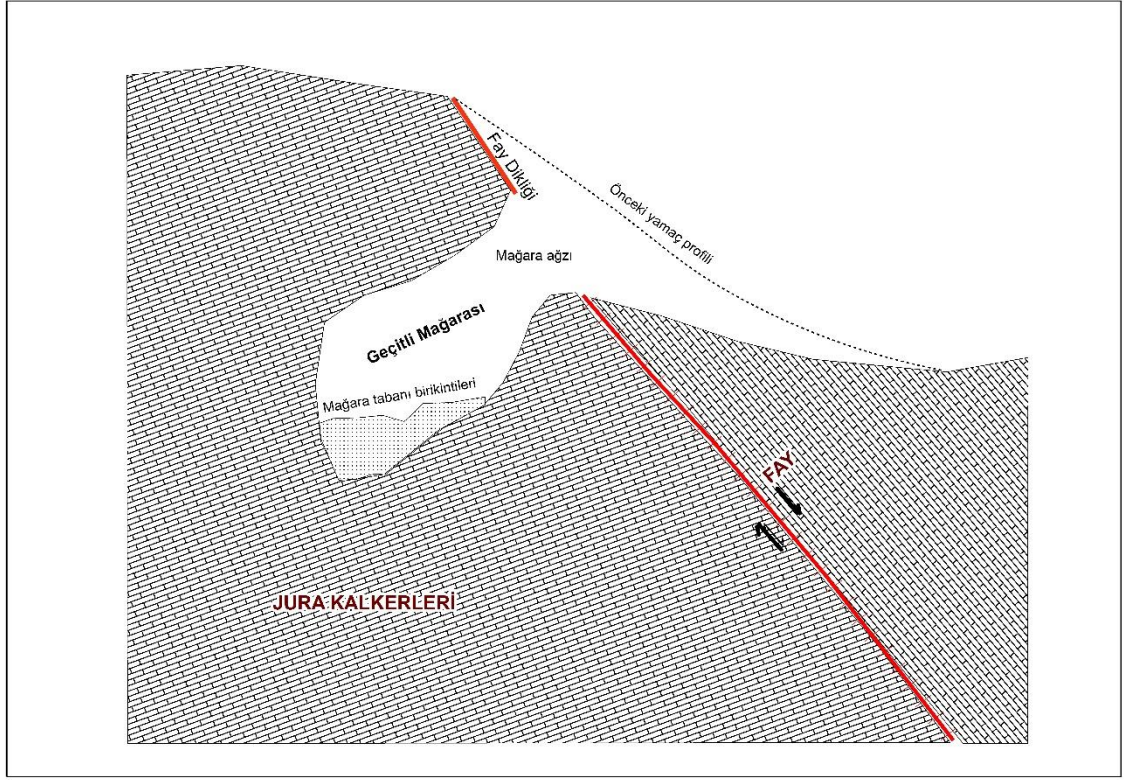 Fay Dikliği
Önceki yamaç profili
Mağara ağzı
Geçitli Mağarası
Mağara tabanı birikintileri
FAY
JURA KALKERLERİ